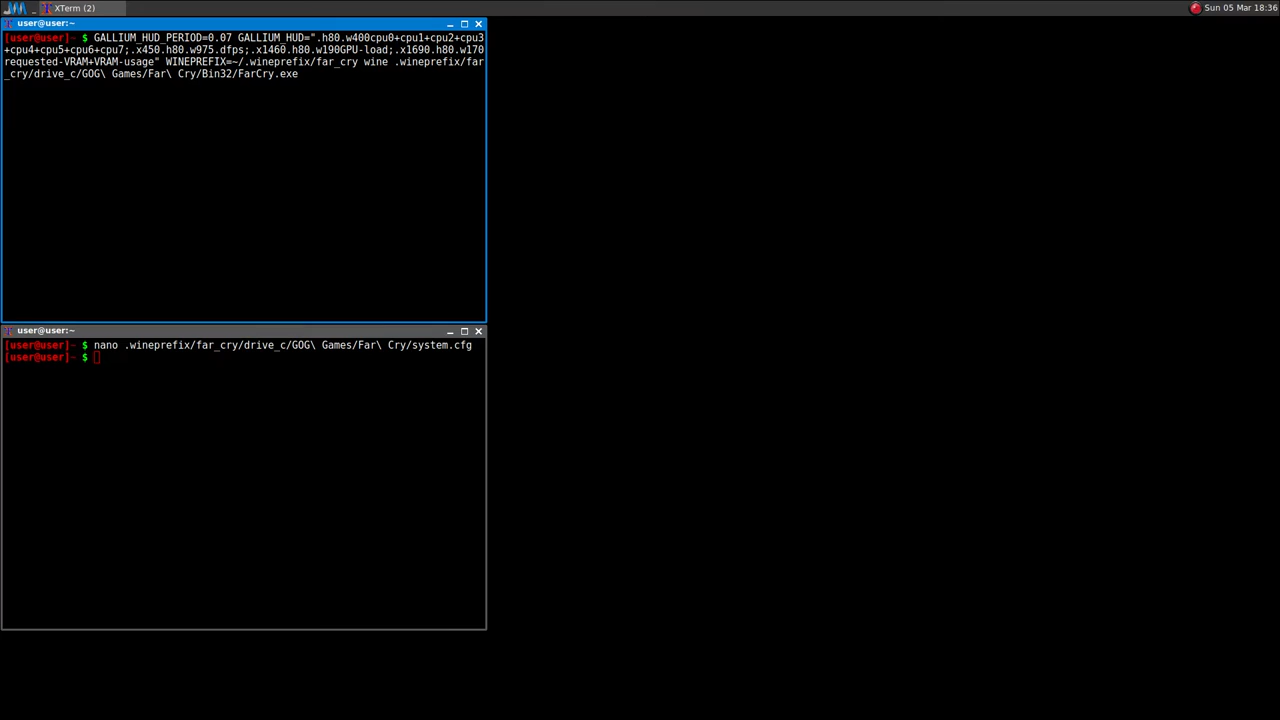 _ XTerm (2) Sun 05 Mar 18:36
user@user:~
[user@user]~ $ GALLIUM_HUD_PERIOD=0.07 GALLIUM_HUD=".h80.w400cpu0+cpu1+cpu2+cpu3
+cpu4+cpu5+cpu6+cpu7;.x450.h80.w975.dfps;.x1460.h80.w190GPU-load;.x1690.h80.w170
requested-VRAM+VRAM-usage" WINEPREFIX=~/.wineprefix/far_cry wine .wineprefix/far
_cry/drive_c/GOG\ Games/Far\ Cry/Bin32/FarCry.exe
user@user:~
[user@user]~ $ nano .wineprefix/far_cry/drive_c/GOG\ Games/Far\ Cry/system.cfg
[user@user]~ $